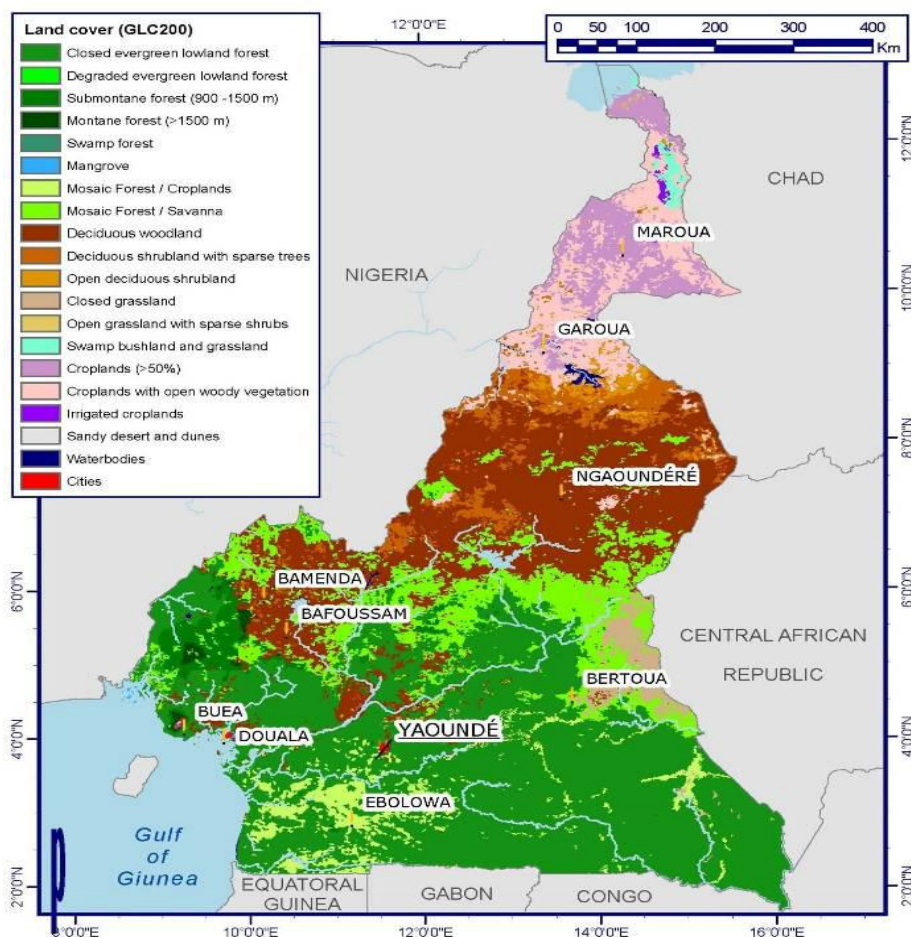 Land cover (GLC200)
Closed evergreen lowland forest
Degraded evergreen lowland forest
Submontane forest (900 -1500 m)
Montane forest (>1500 m)
Swamp forest
Mangrove
Mosaic Forest / Croplands
Mosaic Forest / Savanna
Deciduous woodland
Deciduous shrubland with sparse trees
Open deciduous shrubland
Closed grassland
Open grassland with sparse shrubs
Swamp bushland and grassland
Croplands (>50%)
Croplands with open woody vegetation
Irrigated croplands
Sandy desert and dunes
Waterbodies
Cities
12°0'0"E
0 50 100 200 300 400
Km
12°0'0"N
CHAD
MAROUA
NIGERIA
10°0'0"N
GAROUA
8°0'0"N
NGAOUNDÉRÉ
6°0'0"N
6°0'0"N
BAMENDA
BAFOUSSAM
CENTRAL AFRICAN
REPUBLIC
BERTOUA
BUEA
DOUALA
YAOUNDÉ
4°0'0"N
4°0'0"N
EBOLOWA
Gulf
of
Giunea
2°0'0"N
2°0'0"N
EQUATORAL
GUINEA
GABON
CONGO
10°0'0"E
12°0'0"E
14°0'0"E
16°0'0"E